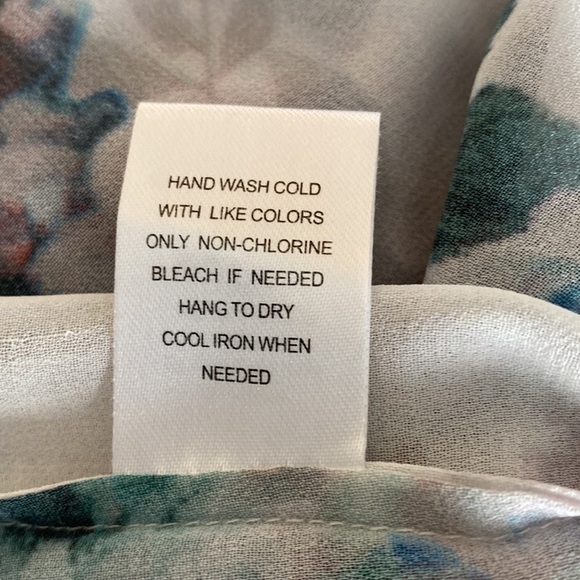 HAND WASH COLD
WITH LIKE COLORS
ONLY NON-CHLORINE
BLEACH IF NEEDED
HANG TO DRY
COOL IRON WHEN
NEEDED